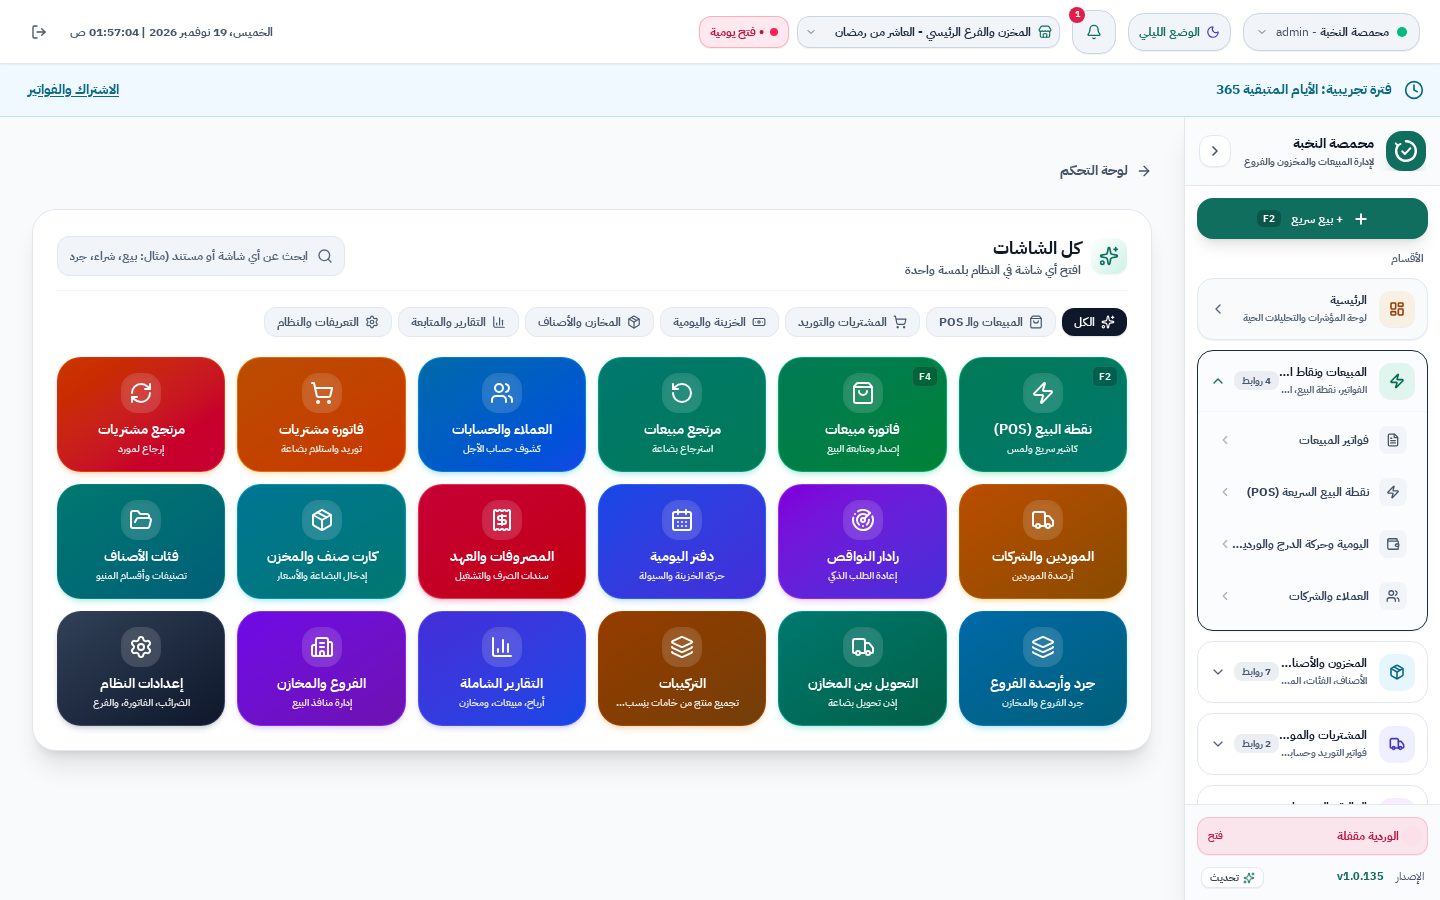 محمصة النخبة - admin
الوضع الليلي
1
المخزن والفرع الرئيسي - العاشر من رمضان
• فتح يومية
الخميس، 19 نوفمبر 2026 | 01:57:04 ص
فترة تجريبية: الأيام المتبقية 365
الاشتراك والفواتير
محمصة النخبة
لإدارة المبيعات والمخزون والفروع
+ بيع سريع F2
الأقسام
الرئيسية
لوحة المؤشرات والتحليلات الحية
المبيعات ونقاط ا...
4 روابط
الفواتير، نقطة البيع، ا...
فواتير المبيعات
نقطة البيع السريعة (POS)
اليومية وحركة الدرج والورديـ...
العملاء والشركات
المخزون والأصنا...
7 روابط
الأصناف، الفئات، المـ...
المشتريات والمو...
2 روابط
فواتير التوريد وحسابـ...
الوردية مقفلة
فتح
الإصدار v1.0.135
تحديث
لوحة التحكم
كل الشاشات
افتح أي شاشة في النظام بلمسة واحدة
ابحث عن أي شاشة أو مستند (مثال: بيع، شراء، جرد
الكل
المبيعات والـ POS
المشتريات والتوريد
الخزينة واليومية
المخازن والأصناف
التقارير والمتابعة
التعريفات والنظام
F2
نقطة البيع (POS)
كاشير سريع ولمس
F4
فاتورة مبيعات
إصدار ومتابعة البيع
مرتجع مبيعات
استرجاع بضاعة
العملاء والحسابات
كشوف حساب الآجل
فاتورة مشتريات
توريد واستلام بضاعة
مرتجع مشتريات
إرجاع لمورد
الموردين والشركات
أرصدة الموردين
رادار النواقص
إعادة الطلب الذكي
دفتر اليومية
حركة الخزينة والسيولة
المصروفات والعهد
سندات الصرف والتشغيل
كارت صنف والمخزن
إدخال البضاعة والأسعار
فئات الأصناف
تصنيفات وأقسام المنيو
جرد وأرصدة الفروع
جرد الفروع والمخازن
التحويل بين المخازن
إذن تحويل بضاعة
التركيبات
تجميع منتج من خامات بنِسب...
التقارير الشاملة
أرباح، مبيعات، ومخازن
الفروع والمخازن
إدارة منافذ البيع
إعدادات النظام
الضرائب، الفاتورة، والفرع